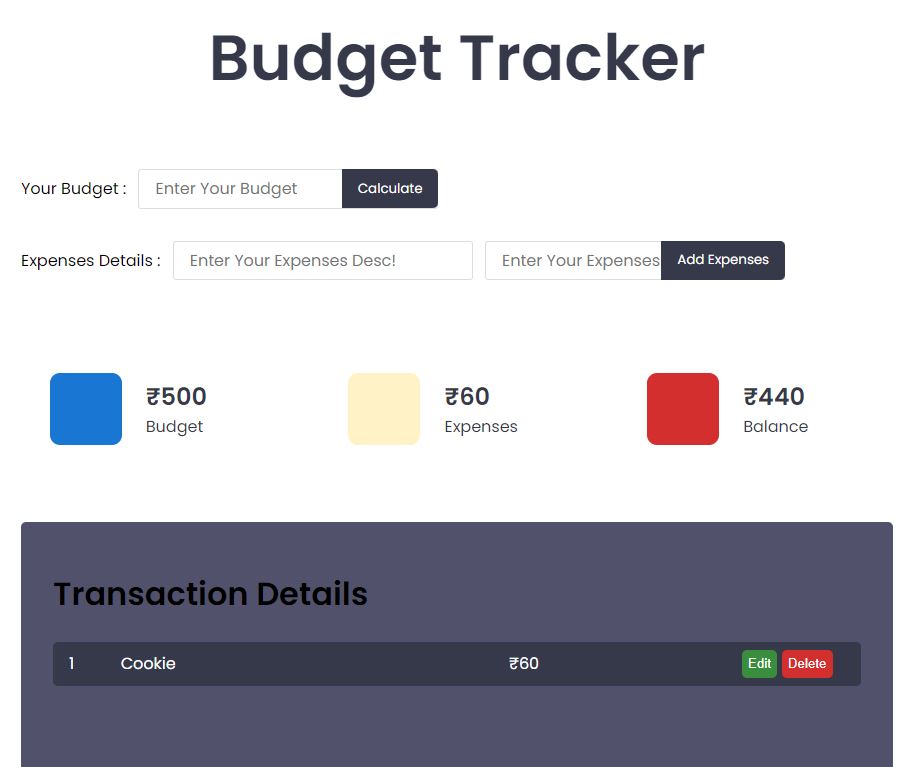 Budget Tracker
Your Budget : Enter Your Budget Calculate
Expenses Details : Enter Your Expenses Desc! Enter Your Expenses Add Expenses
₹500 ₹60 ₹440
Budget Expenses Balance
Transaction Details
1 Cookie ₹60 Edit Delete